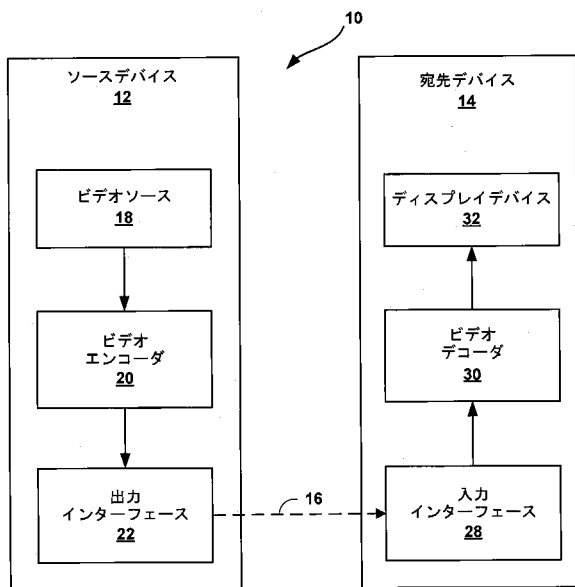 10
ソースデバイス
12
ビデオソース
18
ビデオ
エンコーダ
20
出力
インターフェース
22
16
宛先デバイス
14
ディスプレイデバイス
32
ビデオ
デコーダ
30
入力
インターフェース
28